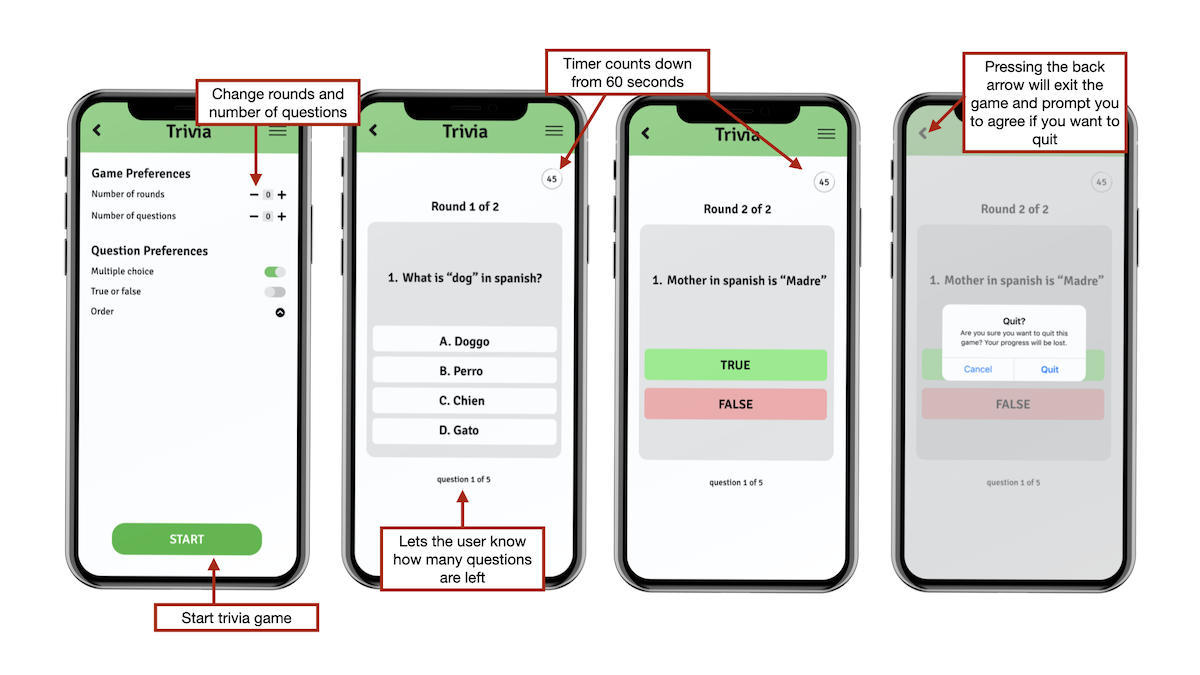 Change rounds and
number of questions
Trivia
Game Preferences
Number of rounds
0
Number of questions
0
Question Preferences
Multiple choice
True or false
Order
START
Start trivia game
Timer counts down
from 60 seconds
Trivia
45
Round 1 of 2
1. What is “dog” in spanish?
A. Doggo
B. Perro
C. Chien
D. Gato
question 1 of 5
Lets the user know
how many questions
are left
Trivia
45
Round 2 of 2
1. Mother in spanish is “Madre”
TRUE
FALSE
question 1 of 5
Pressing the back
arrow will exit the
game and prompt you
to agree if you want to
quit
45
Round 2 of 2
1. Mother in spanish is “Madre”
Quit?
Are you sure you want to quit this
game? Your progress will be lost.
Cancel
Quit
FALSE
question 1 of 5